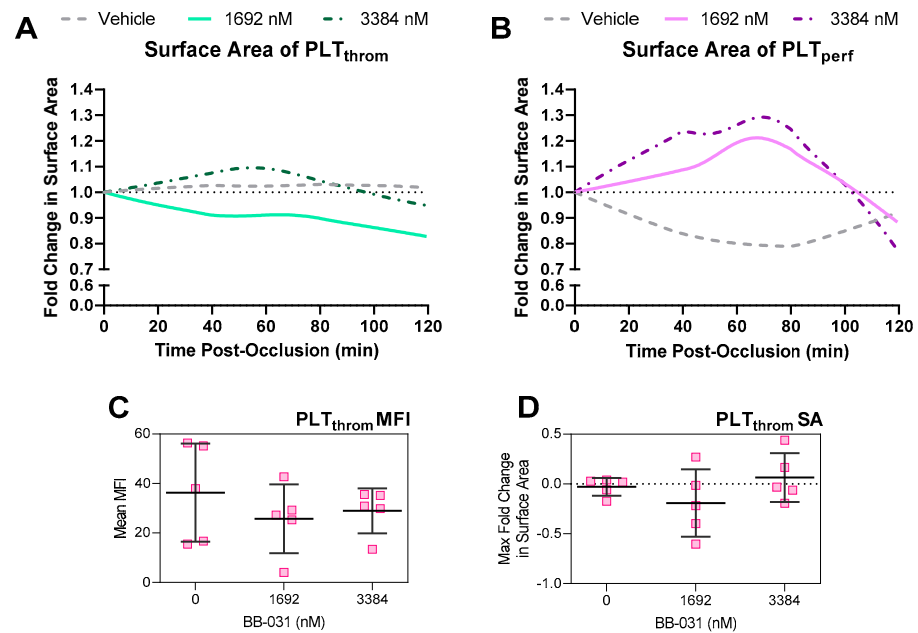 Vehicle 1692 nM 3384 nM
A
Surface Area of PLTthrom
Fold Change in Surface Area
1.4
1.3
1.2
1.1
1.0
0.9
0.8
0.7
0.6
0.0
0 20 40 60 80 100 120
Time Post-Occlusion (min)
Vehicle 1692 nM 3384 nM
B
Surface Area of PLTperf
Fold Change in Surface Area
1.4
1.3
1.2
1.1
1.0
0.9
0.8
0.7
0.6
0.0
0 20 40 60 80 100 120
Time Post-Occlusion (min)
C
PLTthrom MFI
Mean MFI
60
40
20
0
0 1692 3384
BB-031 (nM)
D
PLTthrom SA
Max Fold Change
in Surface Area
0.5
0.0
-0.5
-1.0
0 1692 3384
BB-031 (nM)